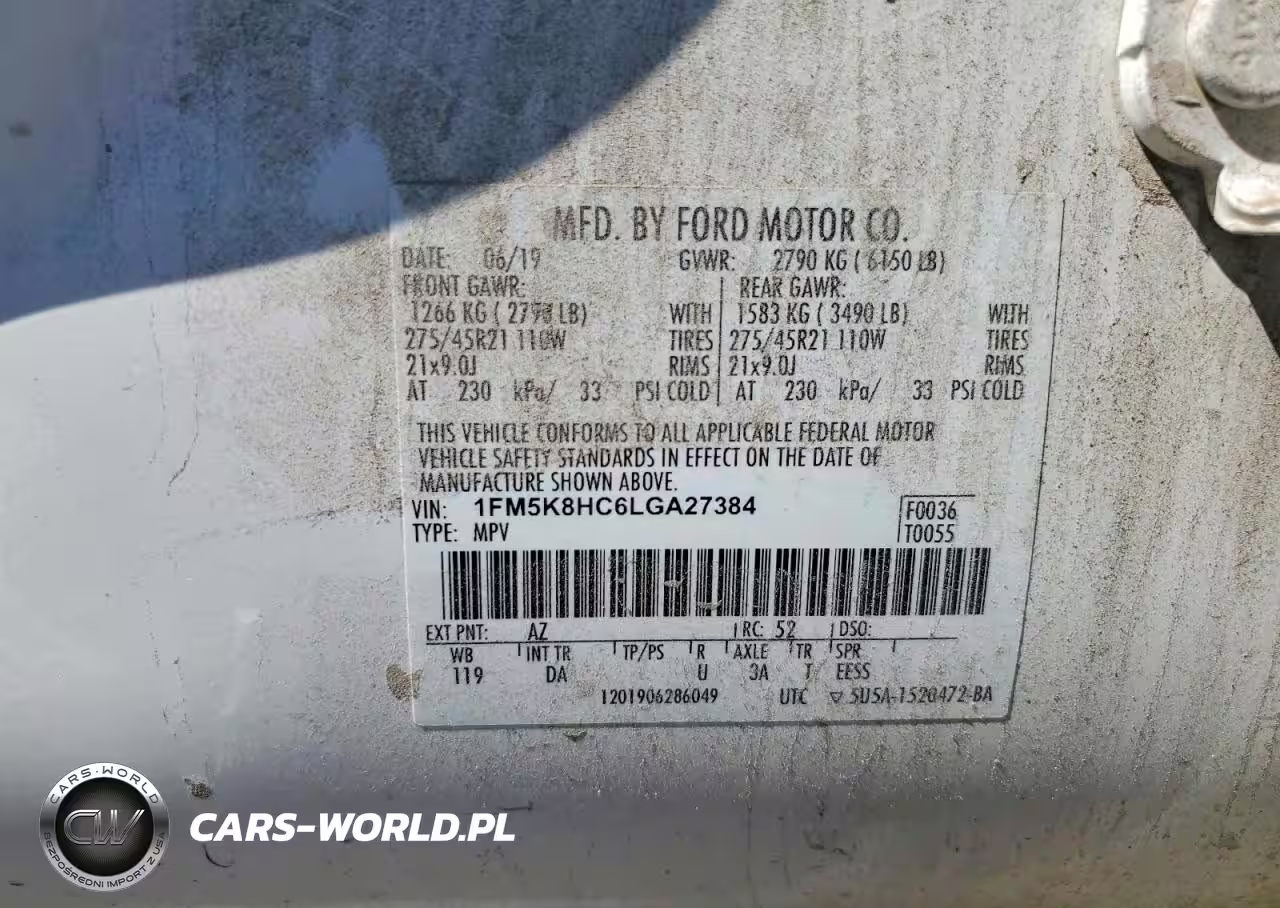 MFD. BY FORD MOTOR CO.
DATE: 06/19 GVWR: 2790 KG ( 6150 LB)
FRONT GAWR: REAR GAWR:
1266 KG ( 2790 LB) WITH 1583 KG ( 3490 LB) WITH
275/45R21 110W TIRES 275/45R21 110W TIRES
21x9.0J RIMS 21x9.0J RIMS
AT 230 kPa/ 33 PSI COLD AT 230 kPa/ 33 PSI COLD
THIS VEHICLE CONFORMS TO ALL APPLICABLE FEDERAL MOTOR
VEHICLE SAFETY STANDARDS IN EFFECT ON THE DATE OF
MANUFACTURE SHOWN ABOVE.
VIN: 1FM5K8HC6LGA27384 F0036
TYPE: MPV T0055
EXT PNT: AZ RC: 52 DSO:
WB INT TR TP/PS R AXLE TR SPR
119 DA U 3A T EESS
1201906286049 UTC ▽ 5U5A-1520472-BA
CARS-WORLD
CW
BEZPOŚREDNI IMPORT Z USA
CARS-WORLD.PL